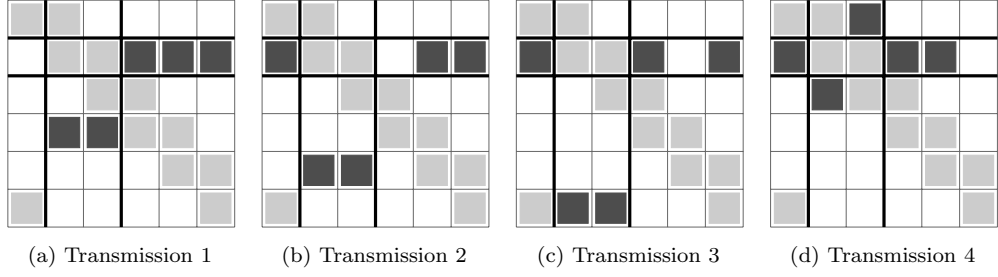 (a) Transmission 1
(b) Transmission 2
(c) Transmission 3
(d) Transmission 4